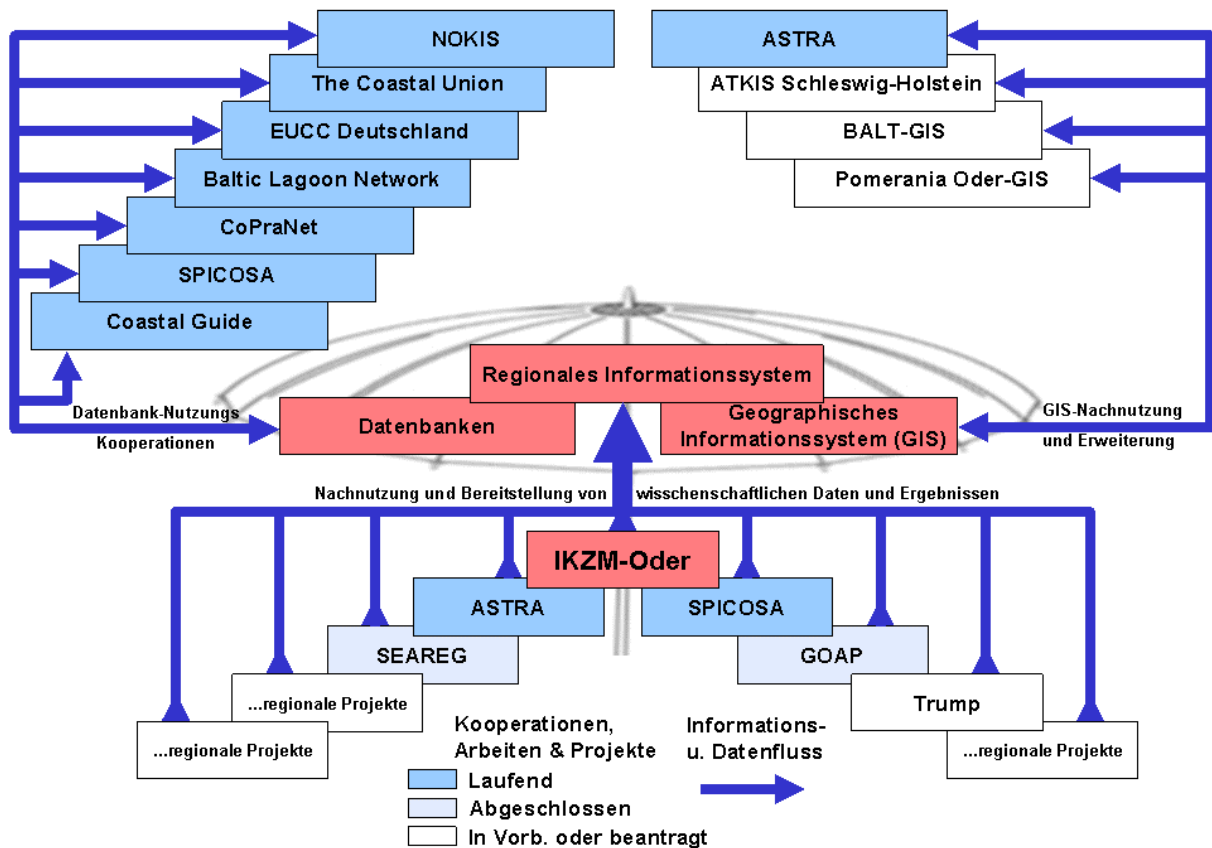 NOKIS
The Coastal Union
EUCC Deutschland
Baltic Lagoon Network
CoPraNet
SPICOSA
Coastal Guide
ASTRA
ATKIS Schleswig-Holstein
BALT-GIS
Pomerania Oder-GIS
Regionales Informationssystem
Datenbanken
Geographisches
Informationssystem (GIS)
Datenbank-Nutzungs
Kooperationen
GIS-Nachnutzung
und Erweiterung
Nachnutzung und Bereitstellung von wisschenschaftlichen Daten und Ergebnissen
IKZM-Oder
ASTRA
SPICOSA
SEAREG
GOAP
...regionale Projekte
Trump
...regionale Projekte
...regionale Projekte
Kooperationen,
Arbeiten & Projekte
Laufend
Abgeschlossen
In Vorb. oder beantragt
Informations-
u. Datenfluss